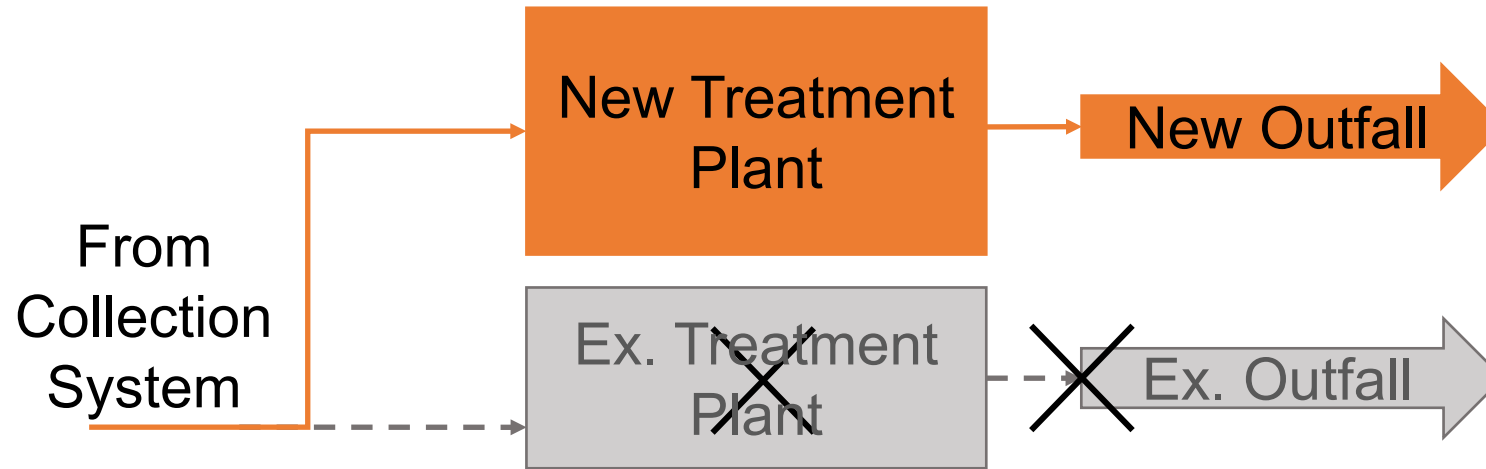 New Treatment
Plant
New Outfall
From
Collection
System
Ex. Treatment
Plant
Ex. Outfall